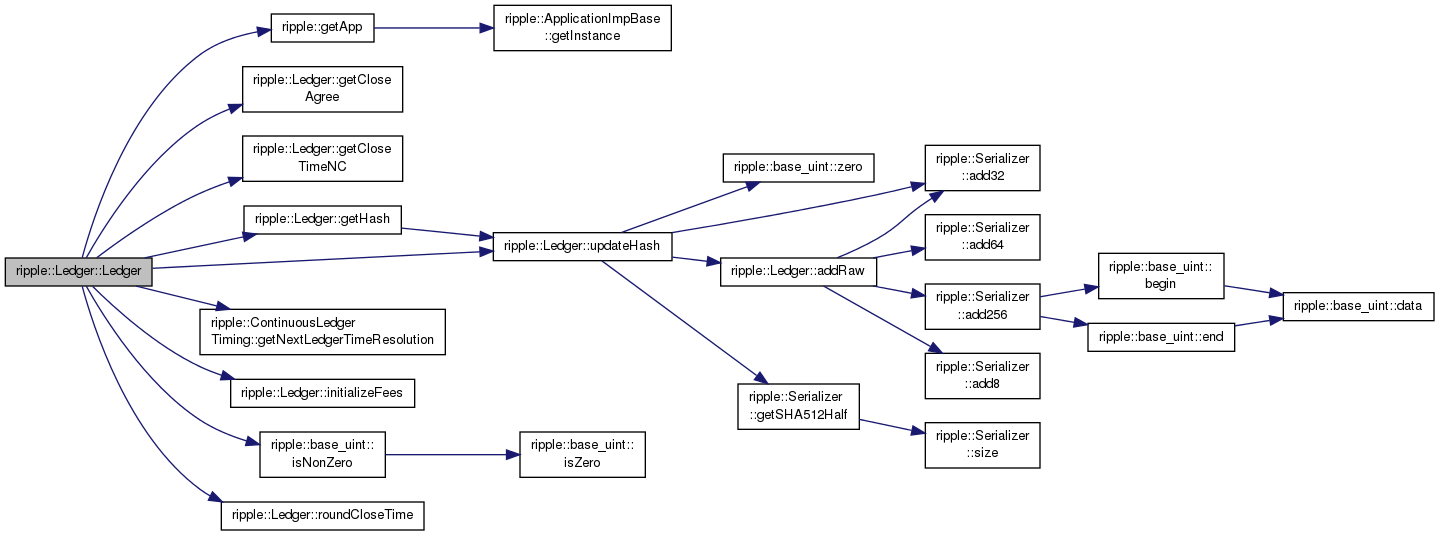 ripple::getApp
ripple::ApplicationImpBase
::getInstance
ripple::Ledger::getClose
Agree
ripple::Ledger::getClose
TimeNC
ripple::Ledger::getHash
ripple::Ledger::Ledger
ripple::Ledger::updateHash
ripple::base_uint::zero
ripple::Serializer
::add32
ripple::Serializer
::add64
ripple::Ledger::addRaw
ripple::Serializer
::add256
ripple::base_uint::
begin
ripple::base_uint::end
ripple::base_uint::data
ripple::ContinuousLedger
Timing::getNextLedgerTimeResolution
ripple::Serializer
::add8
ripple::Ledger::initializeFees
ripple::Serializer
::getSHA512Half
ripple::Serializer
::size
ripple::base_uint::
isNonZero
ripple::base_uint::
isZero
ripple::Ledger::roundCloseTime